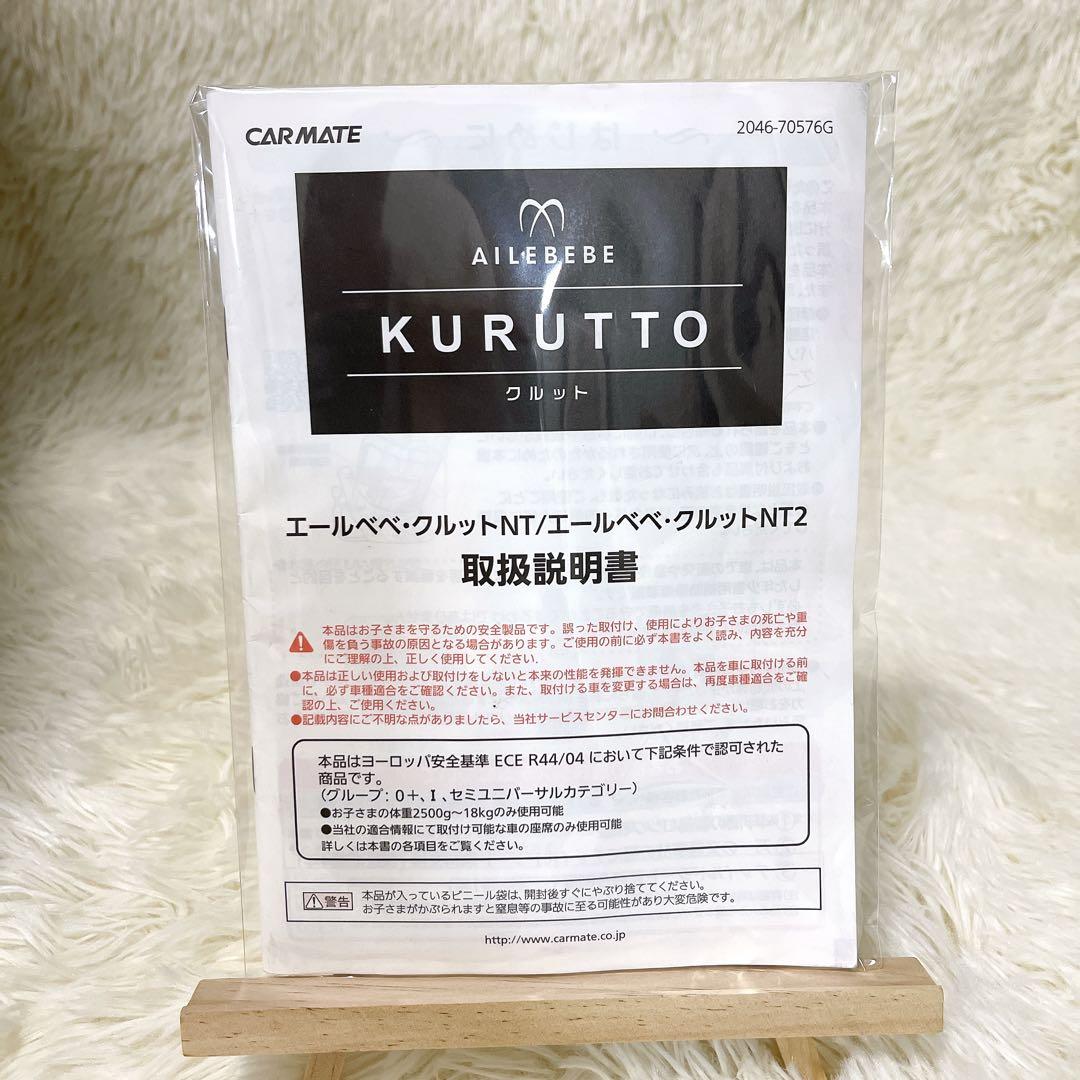 CARMATE
2046-70576G
AILEBEBE
KURUTTO
クルット
エールベベ・クルットNT/エールベベ・クルットNT2
取扱説明書
本品はお子さまを守るための安全製品です。誤った取付け、使用によりお子さまの死亡や重
傷を負う事故の原因となる場合があります。ご使用の前に必ず本書をよく読み、内容を充分
にご理解の上、正しく使用してください.
●本品は正しい使用および取付けをしないと本来の性能を発揮できません。本品を車に取付ける前
に、必ず車種適合をご確認ください。また、取付ける車を変更する場合は、再度車種適合をご確
認の上、ご使用ください。
●記載内容にご不明な点がありましたら、当社サービスセンターにお問合わせください。
本品はヨーロッパ安全基準 ECE R44/04 において下記条件で認可された
商品です。
(グループ: 0+、I、セミユニバーサルカテゴリー)
●お子さまの体重2500g〜18kgのみ使用可能
●当社の適合情報にて取付け可能な車の座席のみ使用可能
詳しくは本書の各項目をご覧ください。
警告
本品が入っているビニール袋は、開封後すぐにやぶり捨ててください。
お子さまがかぶられますと窒息等の事故に至る可能性があり大変危険です。
http://www.carmate.co.jp